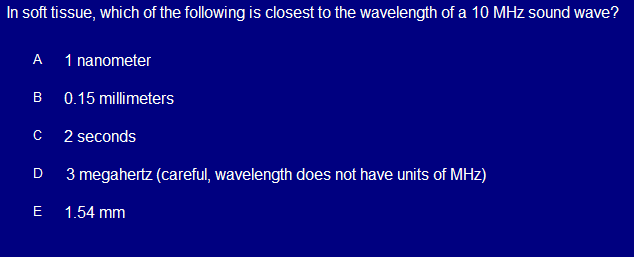 In soft tissue, which of the following is closest to the wavelength of a 10 MHz sound wave?
A 1 nanometer
B 0.15 millimeters
C 2 seconds
D 3 megahertz (careful, wavelength does not have units of MHz)
E 1.54 mm